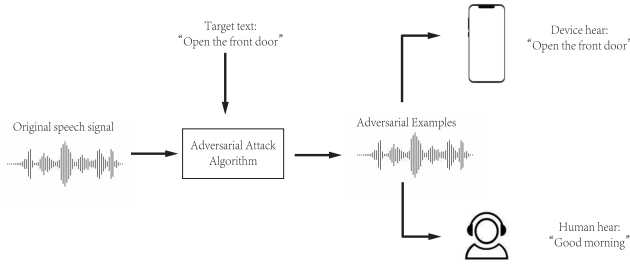 Target text:
“Open the front door”
Original speech signal
Adversarial Attack
Algorithm
Adversarial Examples
Device hear:
“Open the front door”
Human hear:
“Good morning”